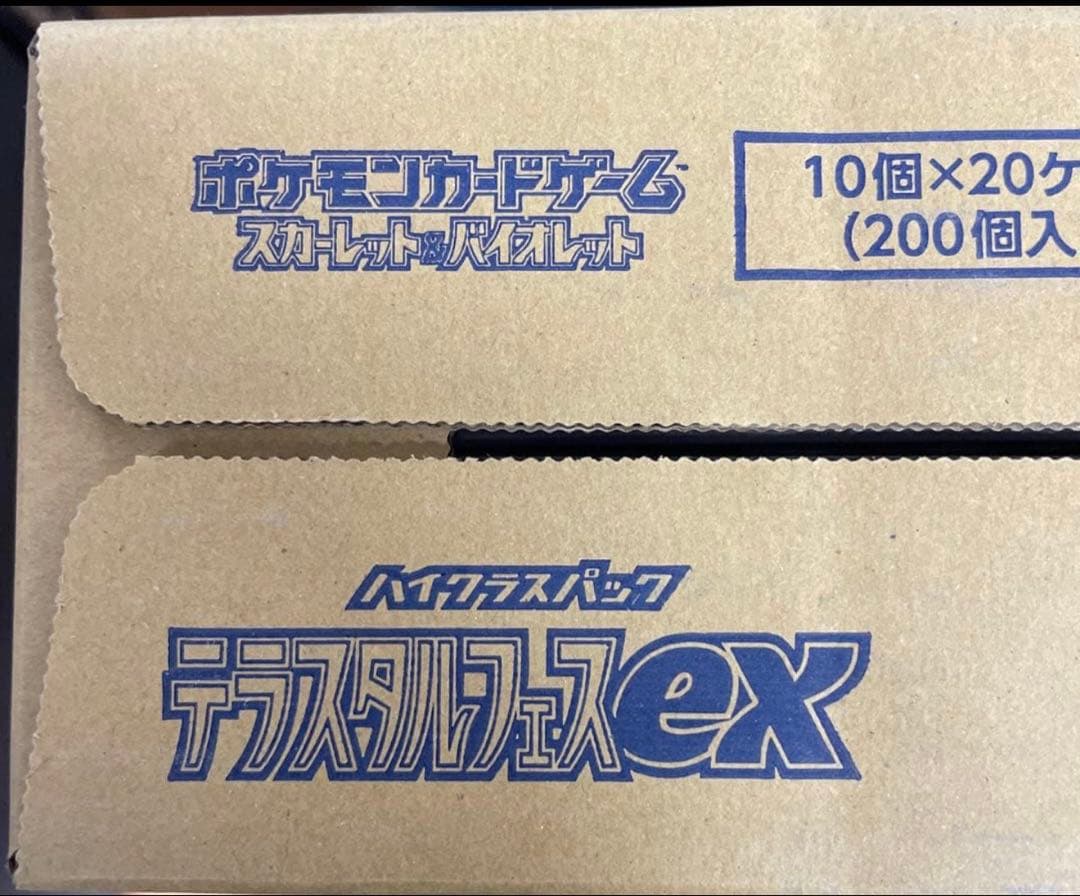 ポケモンカードゲーム™
スカーレット&バイオレット
10個×20ケ
(200個入
ハイクラスパック
テラスタルフェスex